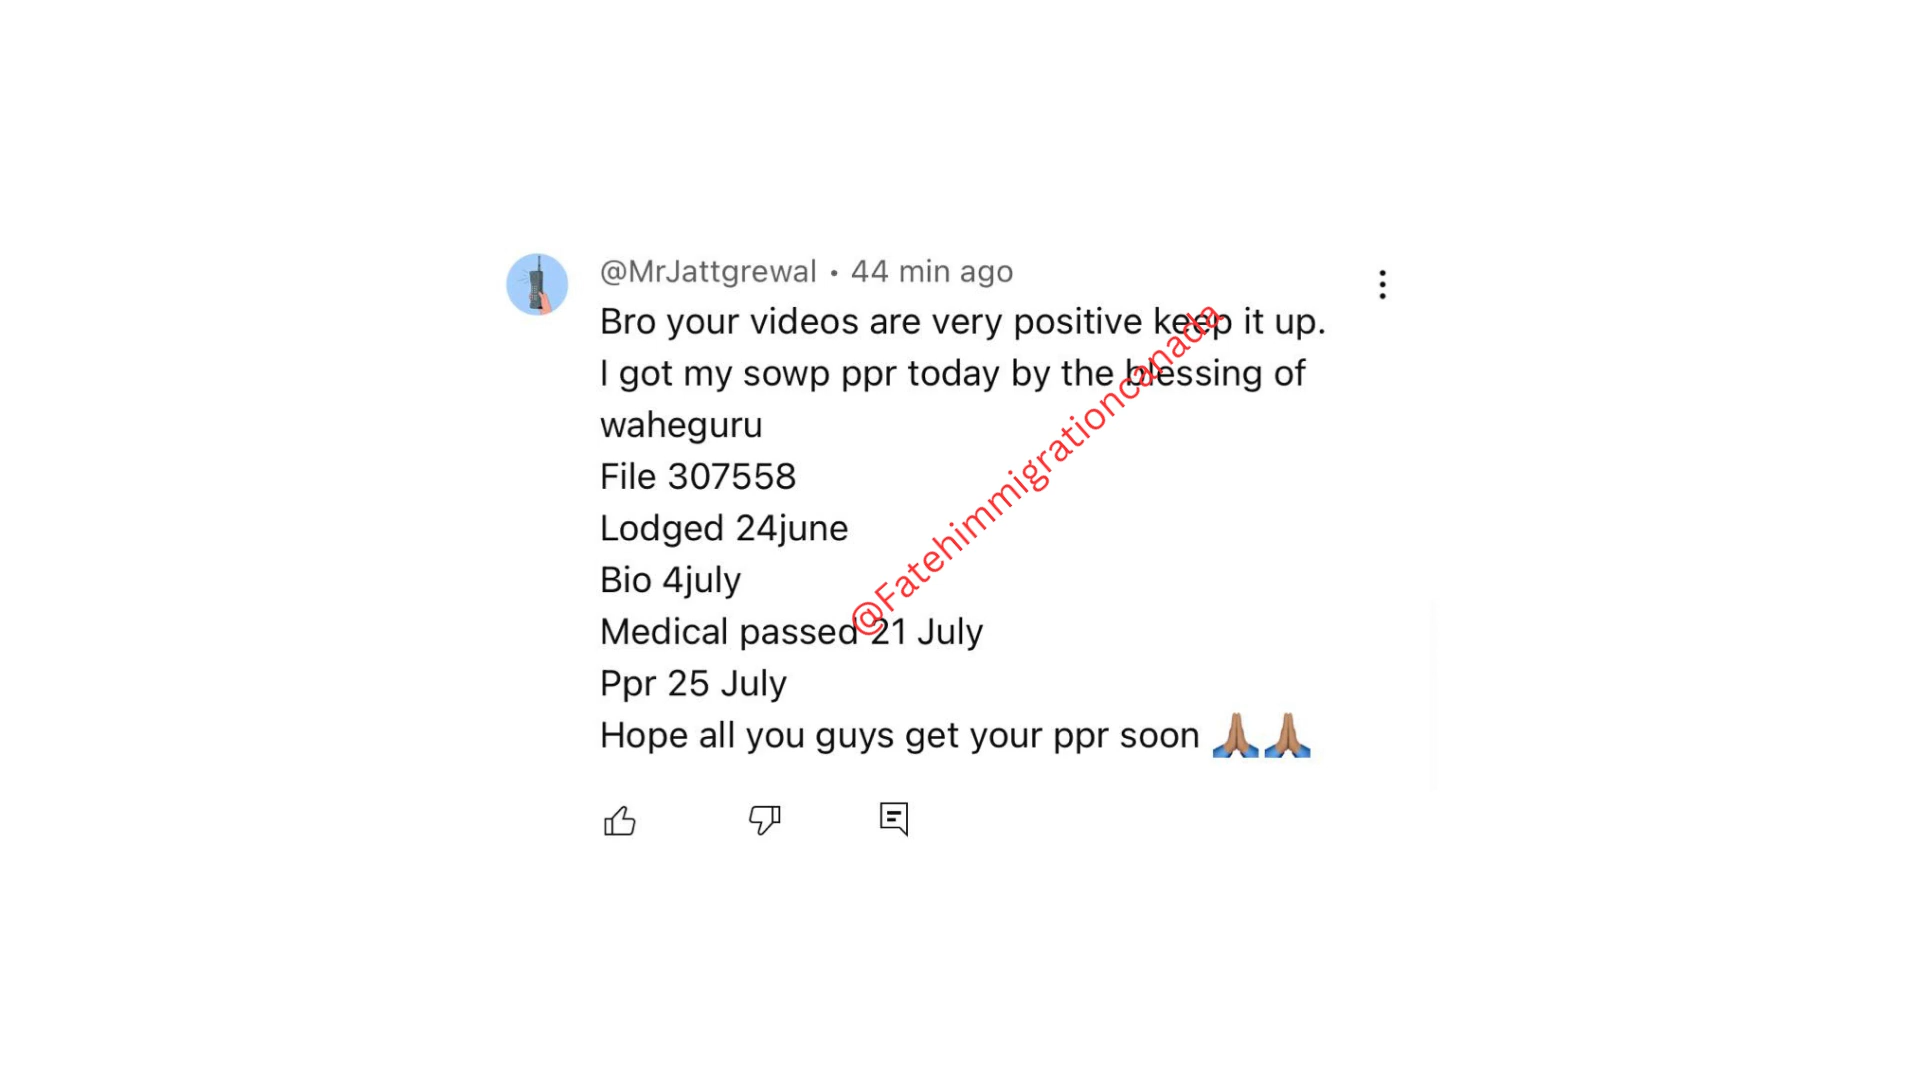 @MrJattgrewal • 44 min ago
Bro your videos are very positive keep it up.
I got my sowp ppr today by the blessing of
waheguru
File 307558
Lodged 24june
Bio 4july
Medical passed 21 July
Ppr 25 July
Hope all you guys get your ppr soon 🙏🏽🙏🏽
@Fatehimmigrationcanada